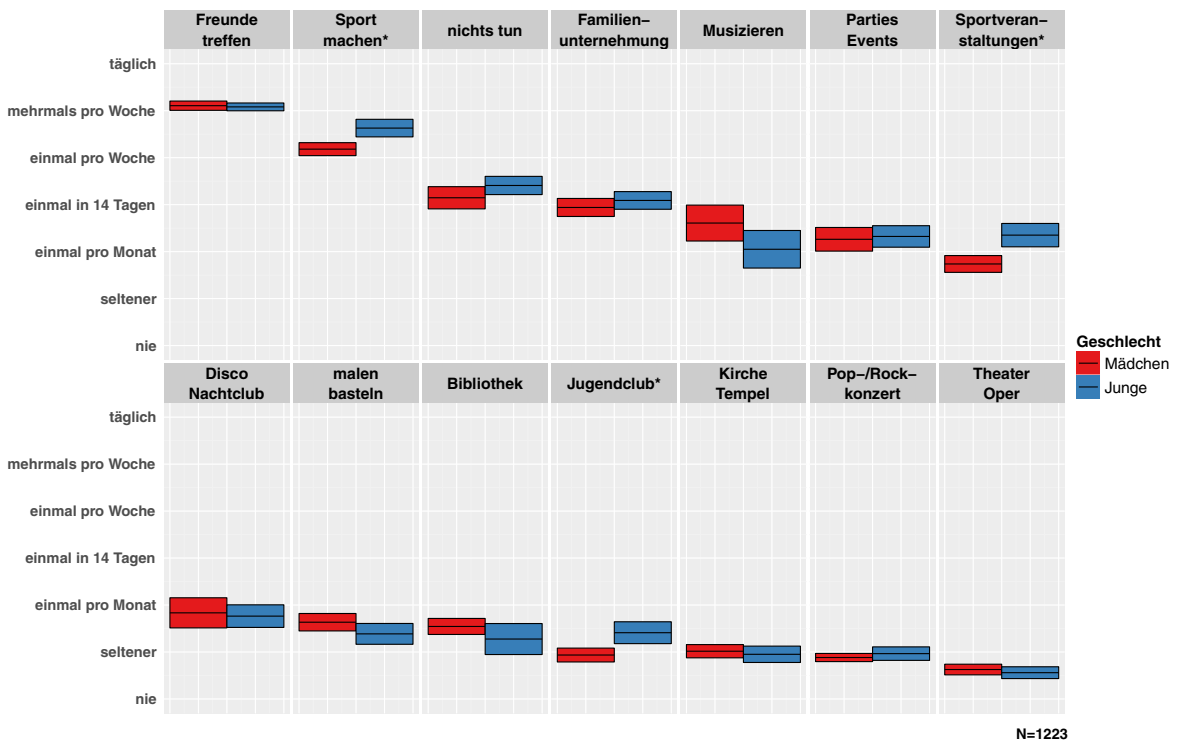 Freunde treffen
Sport machen*
nichts tun
Familien–unternehmung
Musizieren
Parties Events
Sportveran–staltungen*
täglich
mehrmals pro Woche
einmal pro Woche
einmal in 14 Tagen
einmal pro Monat
seltener
nie
Geschlecht
Mädchen
Junge
Disco Nachtclub
malen basteln
Bibliothek
Jugendclub*
Kirche Tempel
Pop–/Rock–konzert
Theater Oper
täglich
mehrmals pro Woche
einmal pro Woche
einmal in 14 Tagen
einmal pro Monat
seltener
nie
N=1223